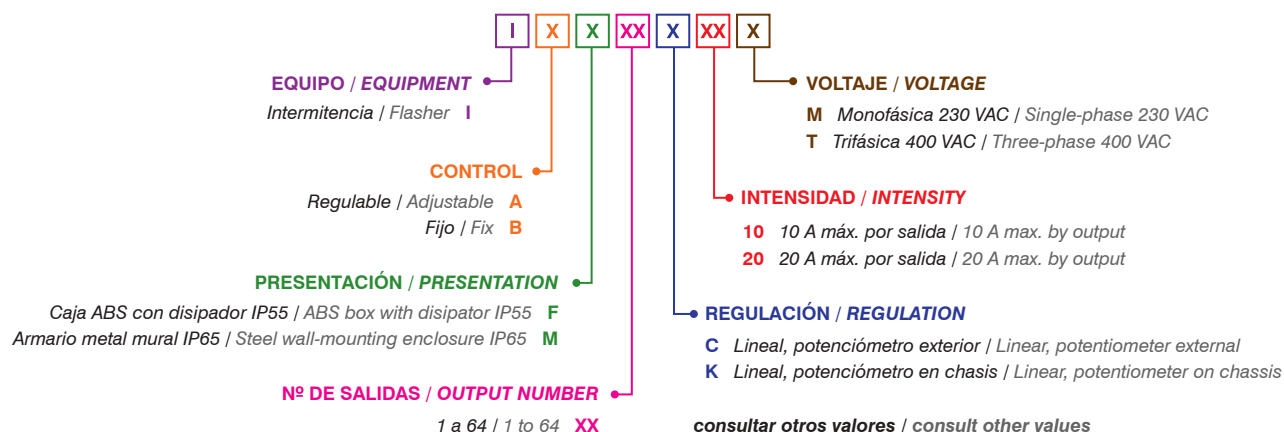 I X X XX X XX X
EQUIPO / EQUIPMENT
Intermitencia / Flasher I
CONTROL
Regulable / Adjustable A
Fijo / Fix B
PRESENTACIÓN / PRESENTATION
Caja ABS con disipador IP55 / ABS box with disipator IP55 F
Armario metal mural IP65 / Steel wall-mounting enclosure IP65 M
Nº DE SALIDAS / OUTPUT NUMBER
1 a 64 / 1 to 64 XX
VOLTAJE / VOLTAGE
M Monofásica 230 VAC / Single-phase 230 VAC
T Trifásica 400 VAC / Three-phase 400 VAC
INTENSIDAD / INTENSITY
10 10 A máx. por salida / 10 A max. by output
20 20 A máx. por salida / 20 A max. by output
REGULACIÓN / REGULATION
C Lineal, potenciómetro exterior / Linear, potentiometer external
K Lineal, potenciómetro en chasis / Linear, potentiometer on chassis
consultar otros valores / consult other values